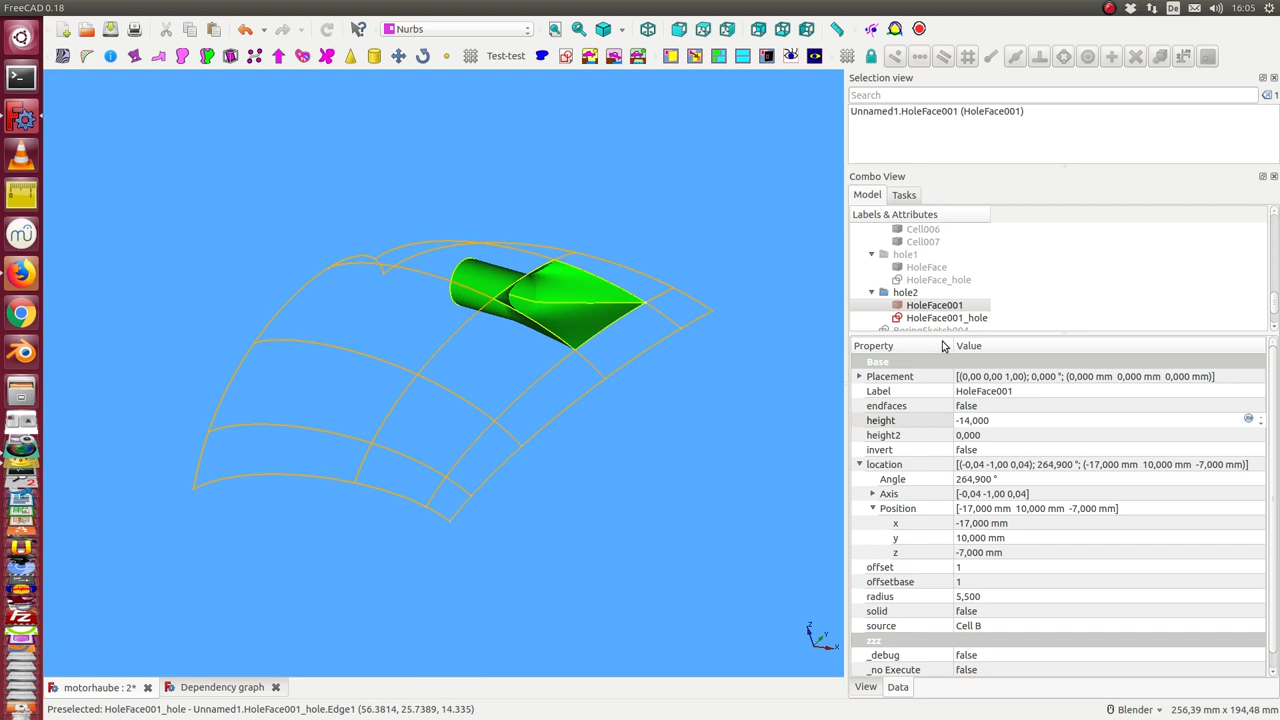 FreeCAD 0.18
De
16:05
Nurbs
Test-test
Selection view
Search
1
Unnamed1.HoleFace001 (HoleFace001)
Combo View
Model
Tasks
Labels & Attributes
Cell006
Cell007
hole1
HoleFace
HoleFace_hole
hole2
HoleFace001
HoleFace001_hole
Property Value
Base
Placement [(0,00 0,00 1,00); 0,000 °; (0,000 mm 0,000 mm 0,000 mm)]
Label HoleFace001
endfaces false
height -14,000
height2 0,000
invert false
location [(-0,04 -1,00 0,04); 264,900 °; (-17,000 mm 10,000 mm -7,000 mm)]
Angle 264,900 °
Axis [-0,04 -1,00 0,04]
Position [-17,000 mm 10,000 mm -7,000 mm]
x -17,000 mm
y 10,000 mm
z -7,000 mm
offset 1
offsetbase 1
radius 5,500
solid false
source Cell B
zzz
_debug false
_no Execute false
View Data
Z
Y
X
motorhaube : 2*
Dependency graph
Preselected: HoleFace001_hole - Unnamed1.HoleFace001_hole.Edge1 (56.3814, 25.7389, 14.335)
Blender
256,39 mm x 194,48 mm